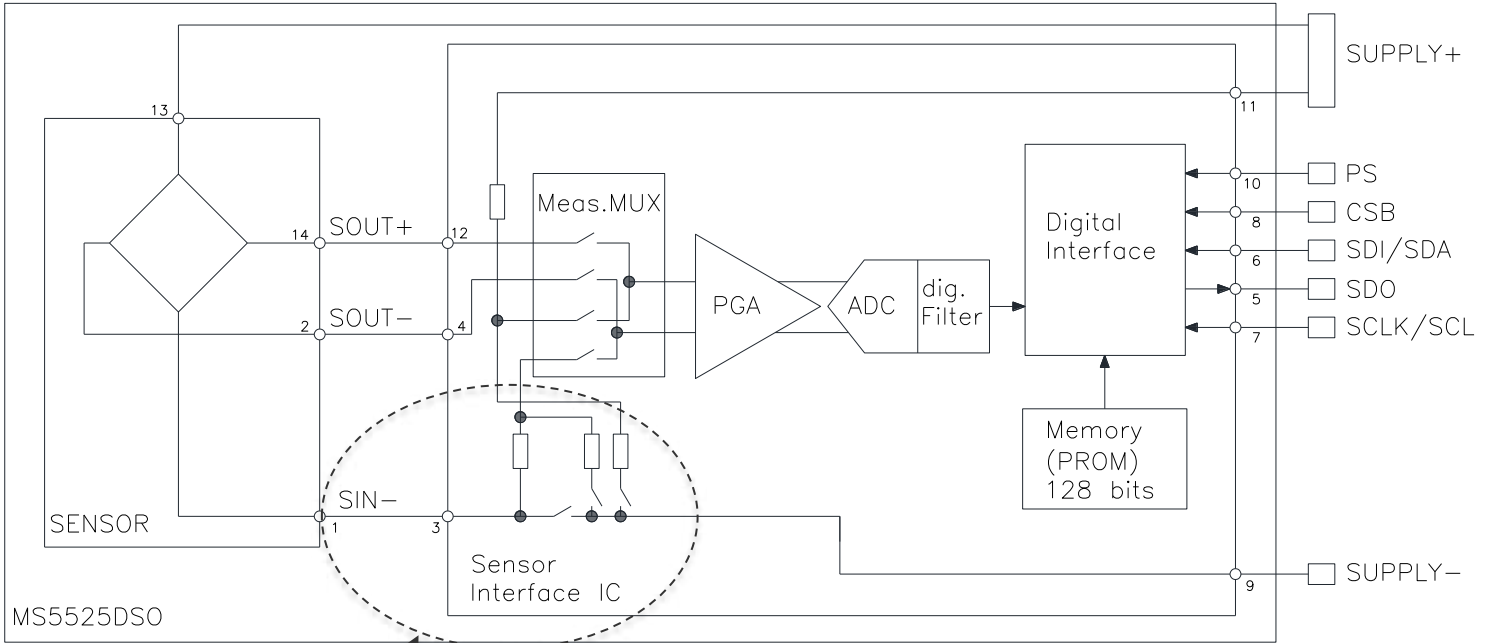 SUPPLY+
13
11
PS
10
Meas.MUX
CSB
8
14
SOUT+
12
Digital
Interface
SDI/SDA
6
SDO
5
PGA
ADC
dig.
Filter
2
SOUT-
4
SCLK/SCL
7
Memory
(PROM)
128 bits
SIN-
SENSOR
1
3
Sensor
Interface IC
SUPPLY-
9
MS5525DSO